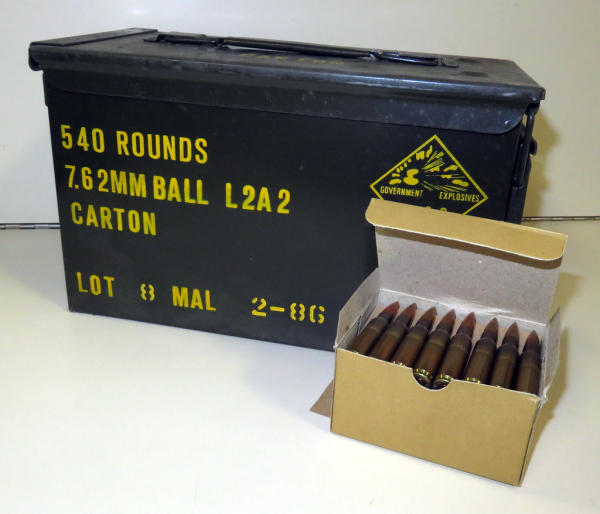 540 ROUNDS
7.62MM BALL L2A2
CARTON
LOT 8 MAL 2-86
GOVERNMENT EXPLOSIVES